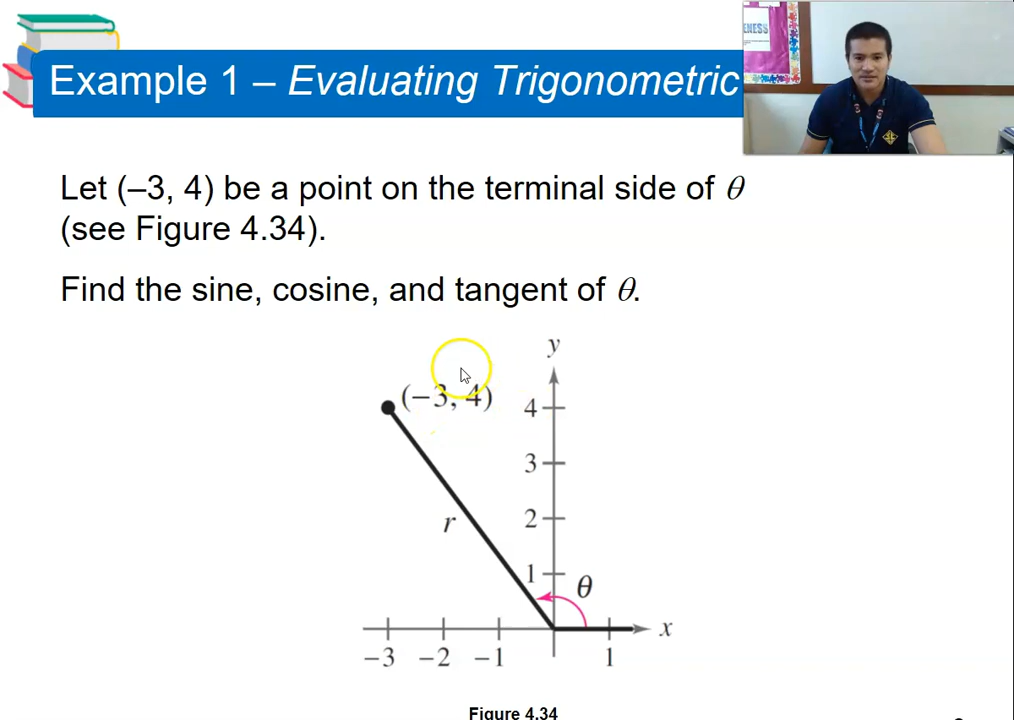 ENESS
Example 1 – Evaluating Trigonometric
Let (–3, 4) be a point on the terminal side of θ
(see Figure 4.34).
Find the sine, cosine, and tangent of θ.
y
(−3, 4)
4
3
r
2
1
θ
x
−3 −2 −1 1
Figure 4.34